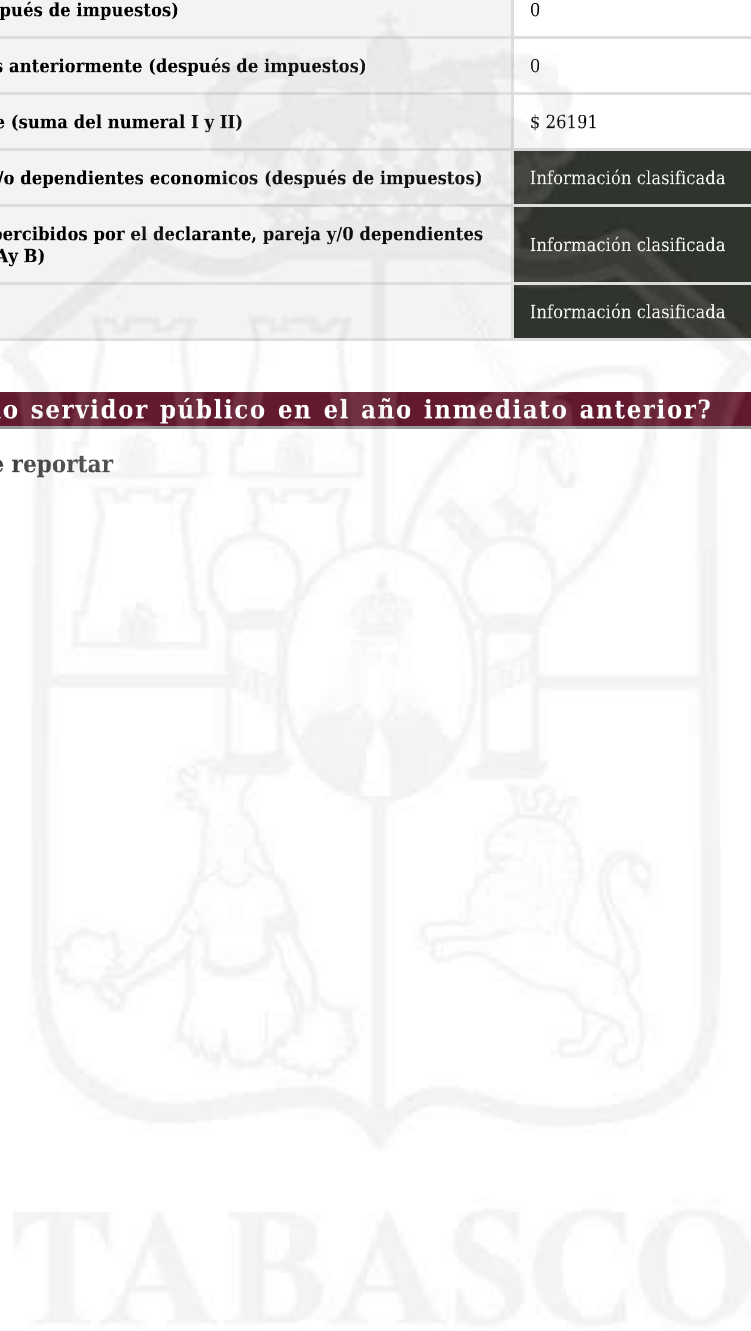 pués de impuestos) 0
s anteriormente (después de impuestos) 0
e (suma del numeral I y II) $ 26191
/o dependientes economicos (después de impuestos) Información clasificada
percibidos por el declarante, pareja y/0 dependientes
Ay B) Información clasificada
Información clasificada
o servidor público en el año inmediato anterior?
e reportar
TABASCO